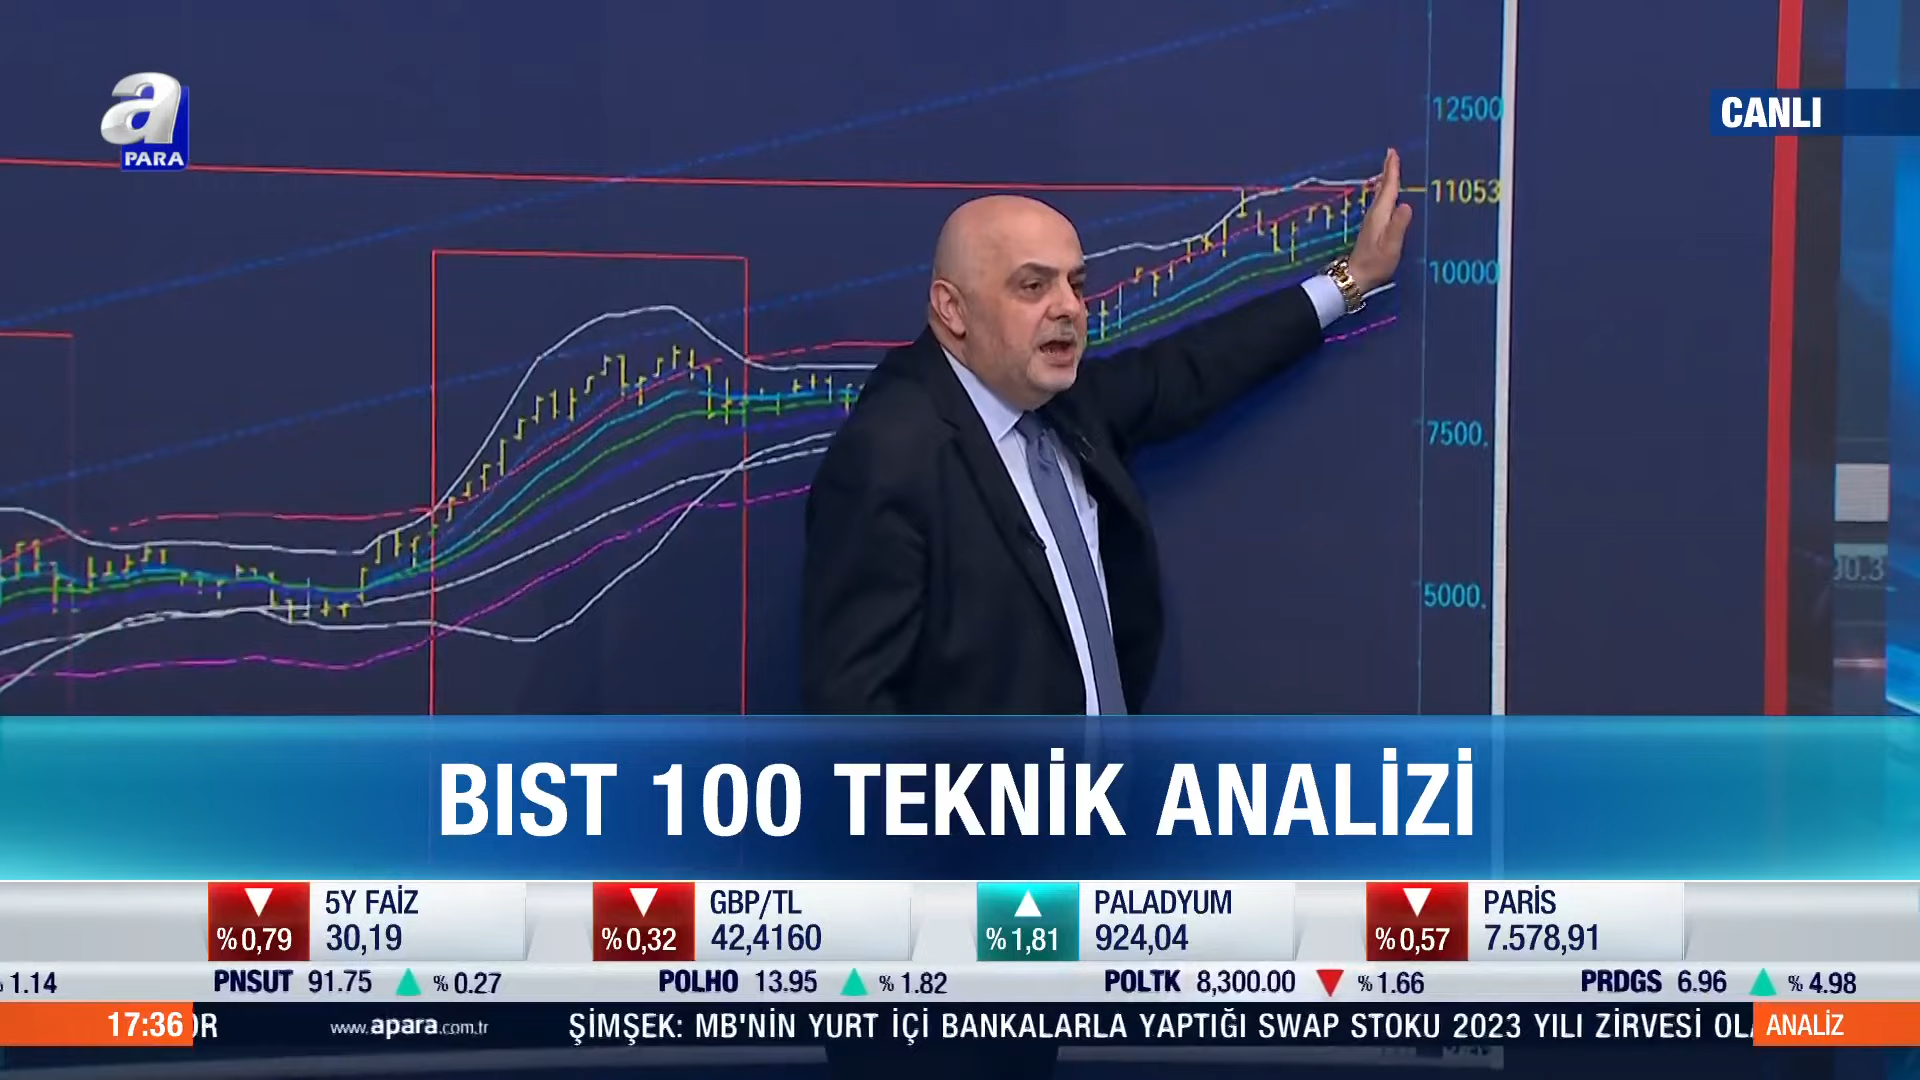 a
PARA
CANLI
12500
11053
10000
7500.
5000.
BIST 100 TEKNİK ANALİZİ
%0,79 5Y FAİZ 30,19
%0,32 GBP/TL 42,4160
%1,81 PALADYUM 924,04
%0,57 PARİS 7.578,91
1.14 PNSUT 91.75 % 0.27 POLHO 13.95 % 1.82 POLTK 8,300.00 % 1.66 PRDGS 6.96 % 4.98
17:36 www.apara.com.tr ŞİMŞEK: MB'NİN YURT İÇİ BANKALARLA YAPTIĞI SWAP STOKU 2023 YILI ZİRVESİ ANALİZ